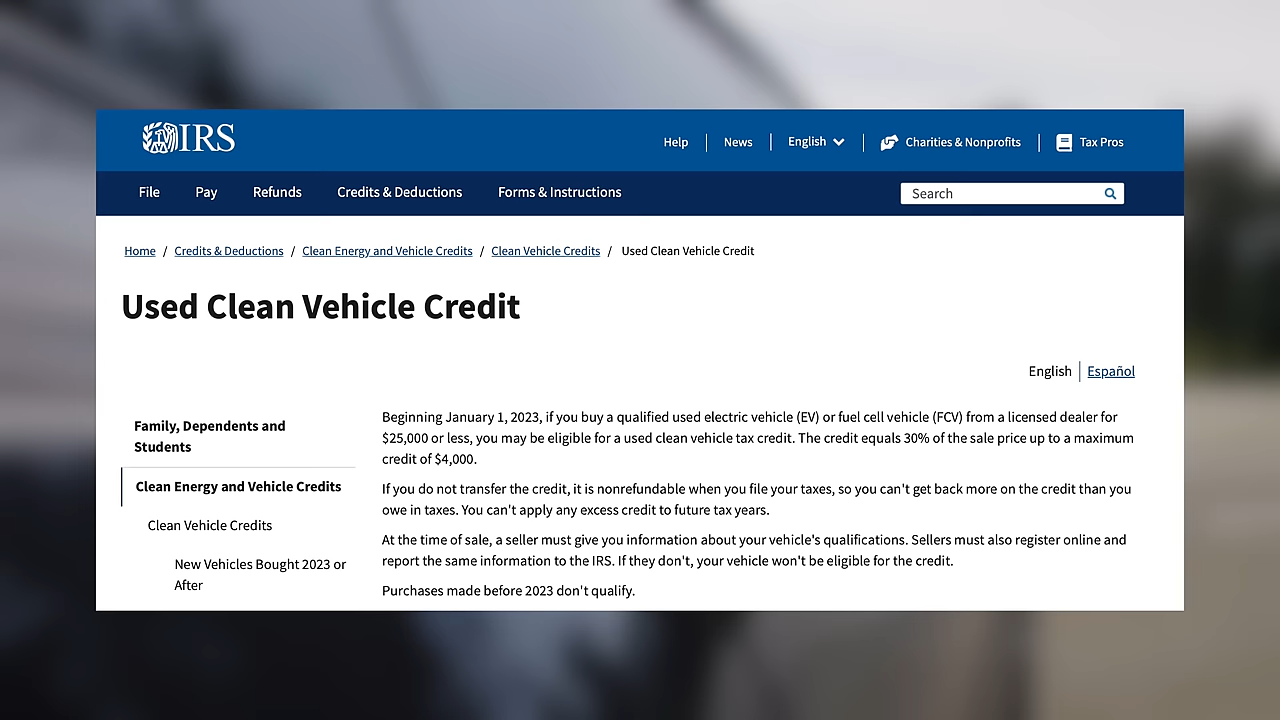 IRS
Help
News
English
Charities & Nonprofits
Tax Pros
File
Pay
Refunds
Credits & Deductions
Forms & Instructions
Search
Home / Credits & Deductions / Clean Energy and Vehicle Credits / Clean Vehicle Credits / Used Clean Vehicle Credit
Used Clean Vehicle Credit
English
Español
Family, Dependents and
Students
Clean Energy and Vehicle Credits
Clean Vehicle Credits
New Vehicles Bought 2023 or
After
Beginning January 1, 2023, if you buy a qualified used electric vehicle (EV) or fuel cell vehicle (FCV) from a licensed dealer for
$25,000 or less, you may be eligible for a used clean vehicle tax credit. The credit equals 30% of the sale price up to a maximum
credit of $4,000.
If you do not transfer the credit, it is nonrefundable when you file your taxes, so you can't get back more on the credit than you
owe in taxes. You can't apply any excess credit to future tax years.
At the time of sale, a seller must give you information about your vehicle's qualifications. Sellers must also register online and
report the same information to the IRS. If they don't, your vehicle won't be eligible for the credit.
Purchases made before 2023 don't qualify.